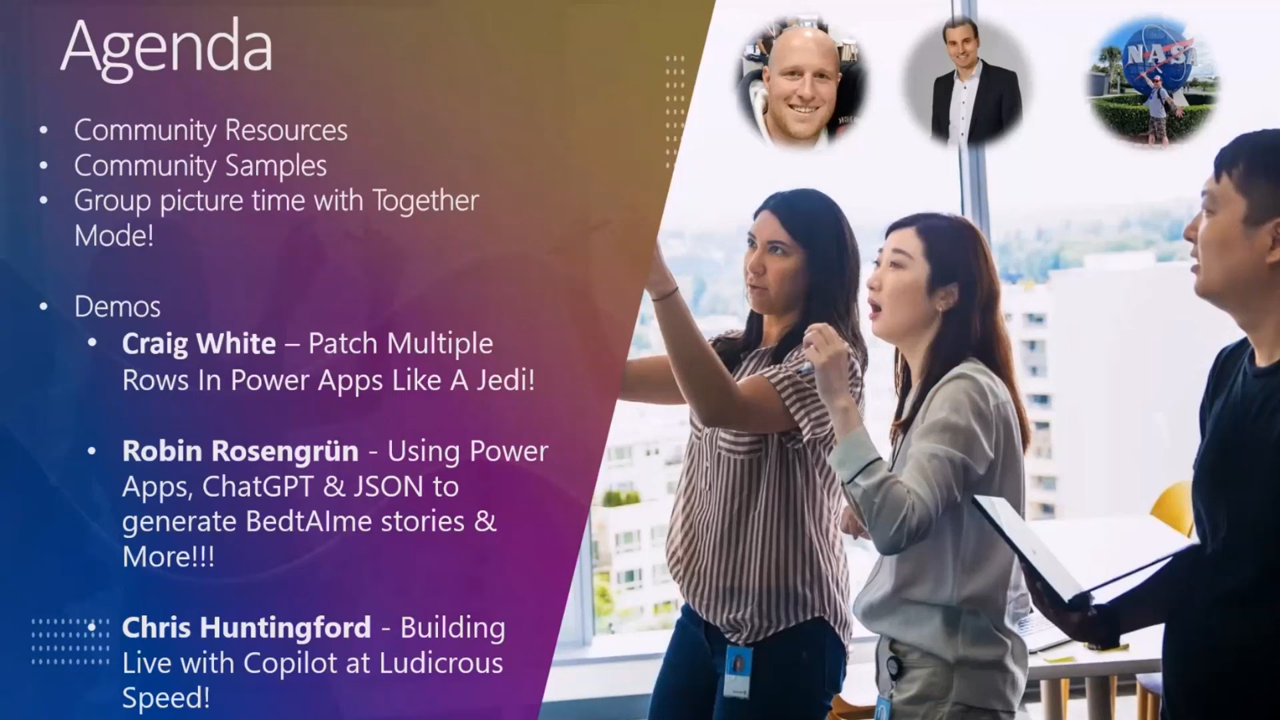 Agenda
• Community Resources
• Community Samples
• Group picture time with Together
Mode!
• Demos
• Craig White – Patch Multiple
Rows In Power Apps Like A Jedi!
• Robin Rosengrün - Using Power
Apps, ChatGPT & JSON to
generate BedtAIme stories &
More!!!
• Chris Huntingford - Building
Live with Copilot at Ludicrous
Speed!
NASA